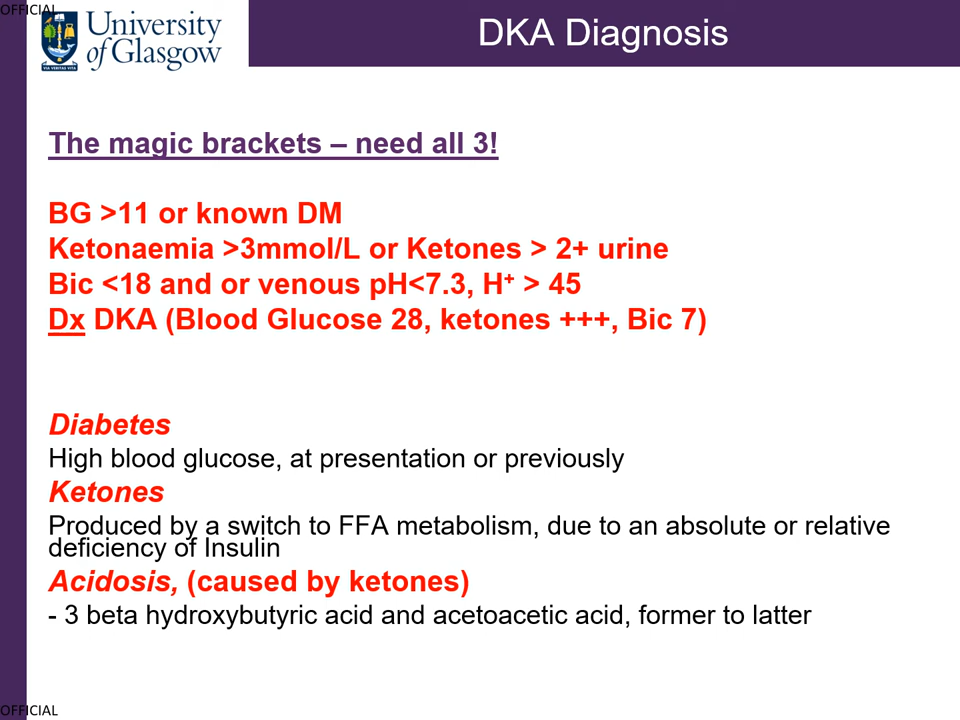 OFFICIAL
University
of Glasgow
VIA VERITAS VITA
DKA Diagnosis
The magic brackets – need all 3!
BG >11 or known DM
Ketonaemia >3mmol/L or Ketones > 2+ urine
Bic <18 and or venous pH<7.3, H⁺ > 45
Dx DKA (Blood Glucose 28, ketones +++, Bic 7)
Diabetes
High blood glucose, at presentation or previously
Ketones
Produced by a switch to FFA metabolism, due to an absolute or relative
deficiency of Insulin
Acidosis, (caused by ketones)
- 3 beta hydroxybutyric acid and acetoacetic acid, former to latter
OFFICIAL